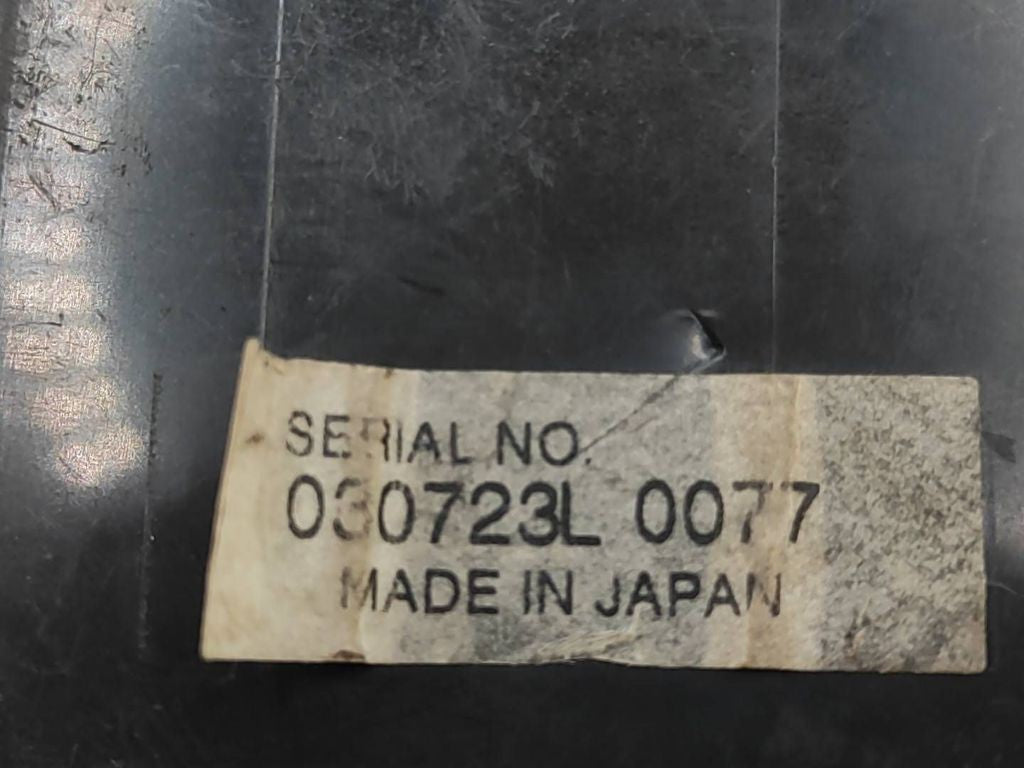 SERIAL NO.
030723L 0077
MADE IN JAPAN